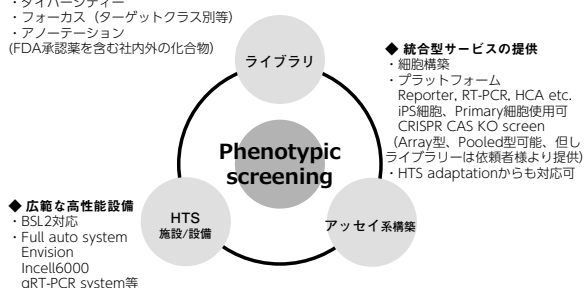 ・ダイバーシティー
・フォーカス（ターゲットクラス別等）
・アノーテーション
(FDA承認薬を含む社内外の化合物)
ライブラリ
◆ 統合型サービスの提供
・細胞構築
・プラットフォーム
Reporter, RT-PCR, HCA etc.
iPS細胞、Primary細胞使用可
CRISPR CAS KO screen
（Array型、Pooled型可能、但し
ライブラリーは依頼者様より提供)
・HTS adaptationからも対応可
Phenotypic
screening
◆ 広範な高性能設備
・BSL2対応
・Full auto system
Envision
Incell6000
qRT-PCR system等
HTS
施設/設備
アッセイ系構築